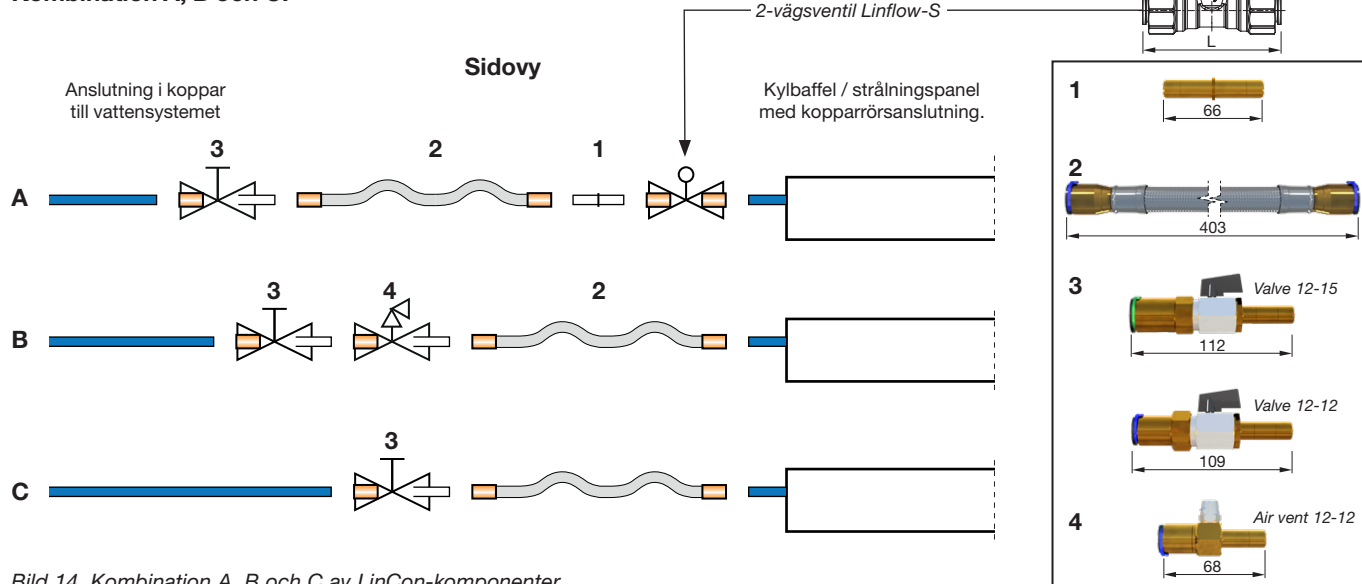 Kombination A, B och C.
2-vägsventil Linflow-S
L
Sidovy
Anslutning i koppar
till vattensystemet
Kylbaffel / strålningspanel
med kopparrörsanslutning.
3
2
1
A
3
4
2
B
3
C
1
66
2
403
3
Valve 12-15
112
Valve 12-12
109
4
Air vent 12-12
68
Bild 14. Kombination A, B och C av LinCon-komponenter